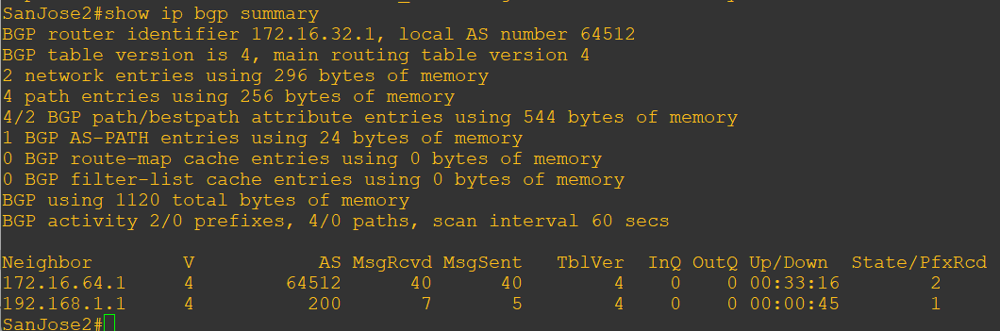 SanJose2#show ip bgp summary
BGP router identifier 172.16.32.1, local AS number 64512
BGP table version is 4, main routing table version 4
2 network entries using 296 bytes of memory
4 path entries using 256 bytes of memory
4/2 BGP path/bestpath attribute entries using 544 bytes of memory
1 BGP AS-PATH entries using 24 bytes of memory
0 BGP route-map cache entries using 0 bytes of memory
0 BGP filter-list cache entries using 0 bytes of memory
BGP using 1120 total bytes of memory
BGP activity 2/0 prefixes, 4/0 paths, scan interval 60 secs
Neighbor V AS MsgRcvd MsgSent TblVer InQ OutQ Up/Down State/PfxRcd
172.16.64.1 4 64512 40 40 4 0 0 00:33:16 2
192.168.1.1 4 200 7 5 4 0 0 00:00:45 1
SanJose2#